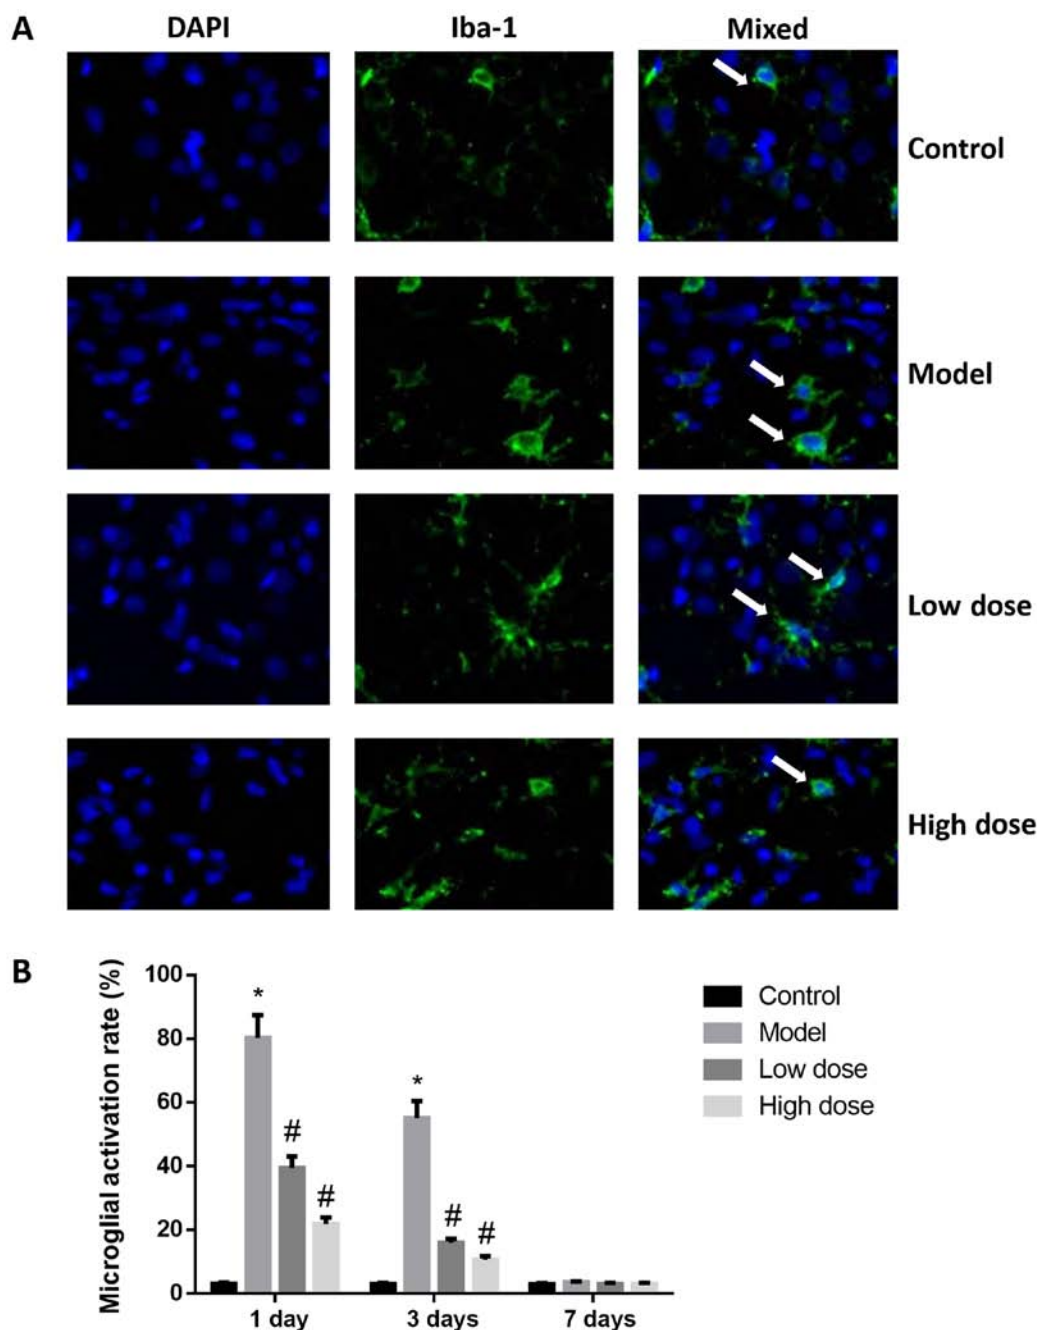 A
DAPI
Iba-1
Mixed
Control
Model
Low dose
High dose
B
Microglial activation rate (%)
100
80
60
40
20
0
*
#
#
*
#
#
1 day
3 days
7 days
Control
Model
Low dose
High dose